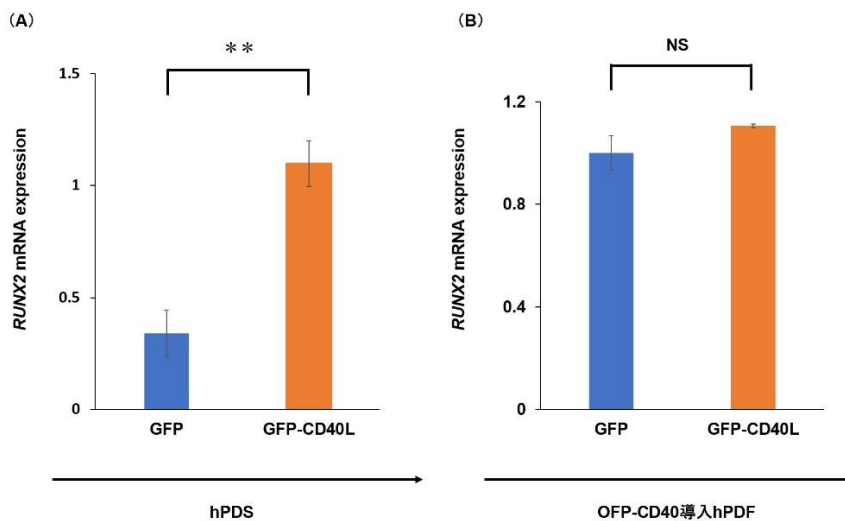 (A)
**
RUNX2 mRNA expression
1.5
1
0.5
0
GFP GFP-CD40L
hPDS
(B)
NS
RUNX2 mRNA expression
1.2
0.8
0.4
0
GFP GFP-CD40L
OFP-CD40導入hPDF